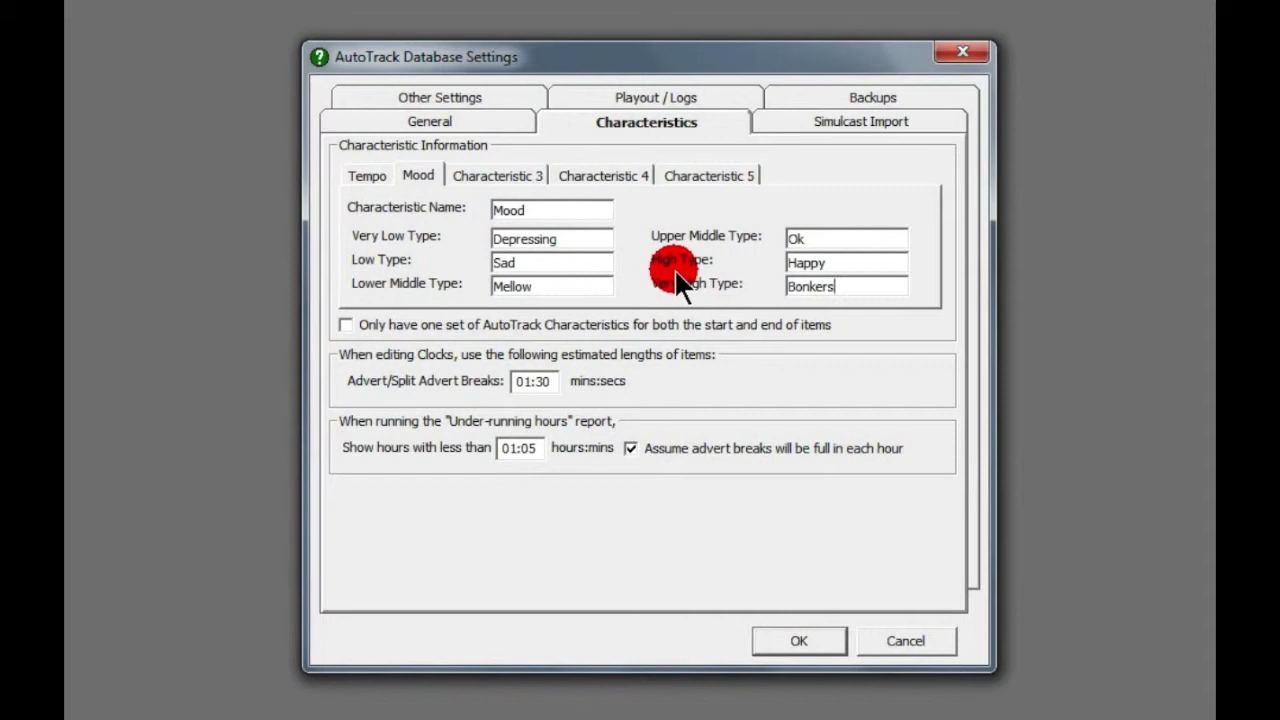 AutoTrack Database Settings
Other Settings
Playout / Logs
Backups
General
Characteristics
Simulcast Import
Characteristic Information
Tempo
Mood
Characteristic 3
Characteristic 4
Characteristic 5
Characteristic Name:
Mood
Very Low Type:
Depressing
Upper Middle Type:
Ok
Low Type:
Sad
High Type:
Happy
Lower Middle Type:
Mellow
Very High Type:
Bonkers
Only have one set of AutoTrack Characteristics for both the start and end of items
When editing Clocks, use the following estimated lengths of items:
Advert/Split Advert Breaks:
01:30
mins:secs
When running the "Under-running hours" report,
Show hours with less than
01:05
hours:mins
Assume advert breaks will be full in each hour
OK
Cancel